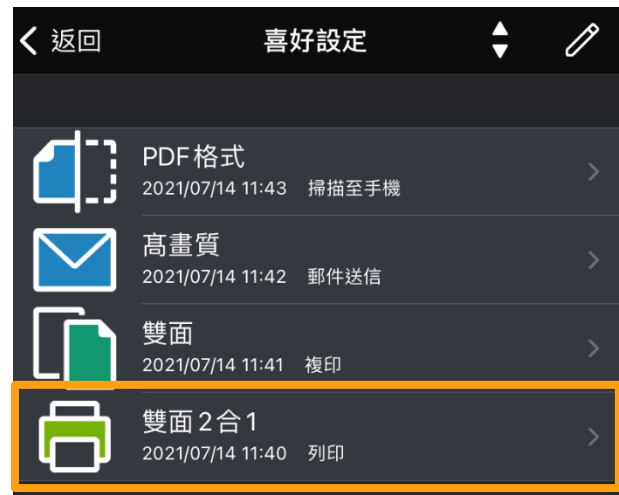 返回 喜好設定
PDF格式
2021/07/14 11:43 掃描至手機
高畫質
2021/07/14 11:42 郵件送信
雙面
2021/07/14 11:41 複印
雙面2合1
2021/07/14 11:40 列印